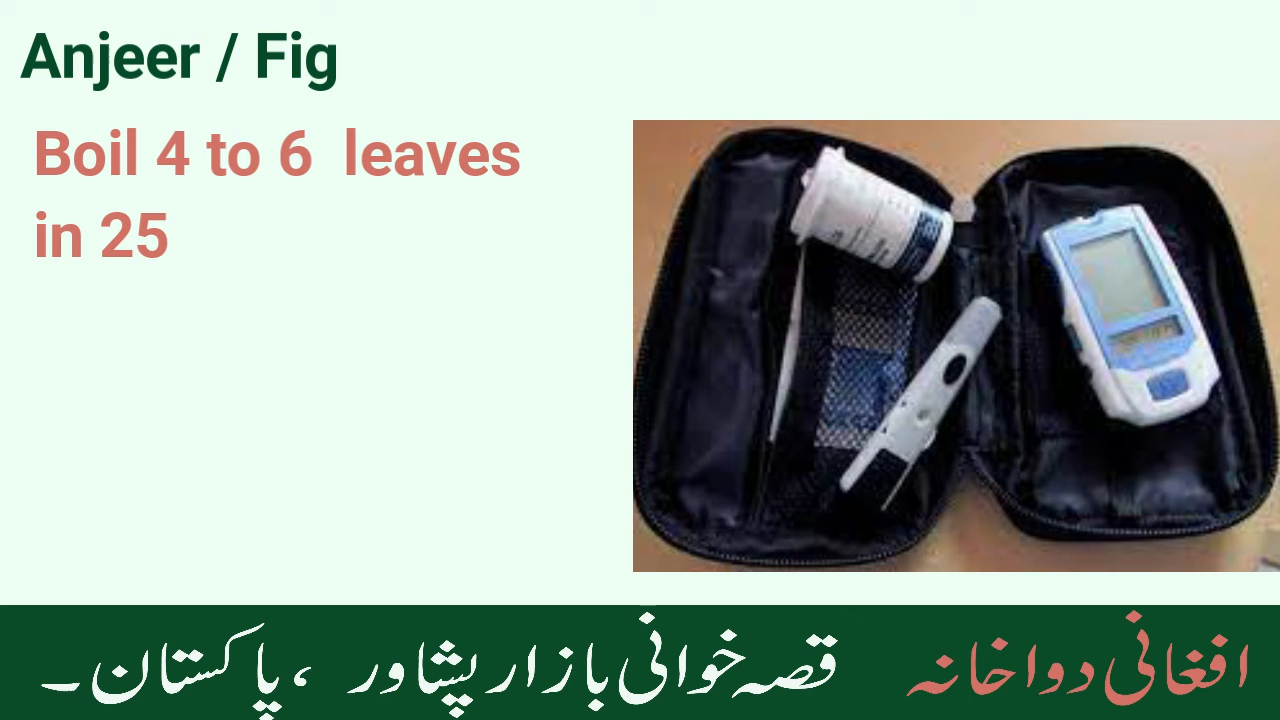 Anjeer / Fig
Boil 4 to 6 leaves
in 25
افغانی دواخانہ قصہ خوانی بازار پشاور ، پاکستان۔